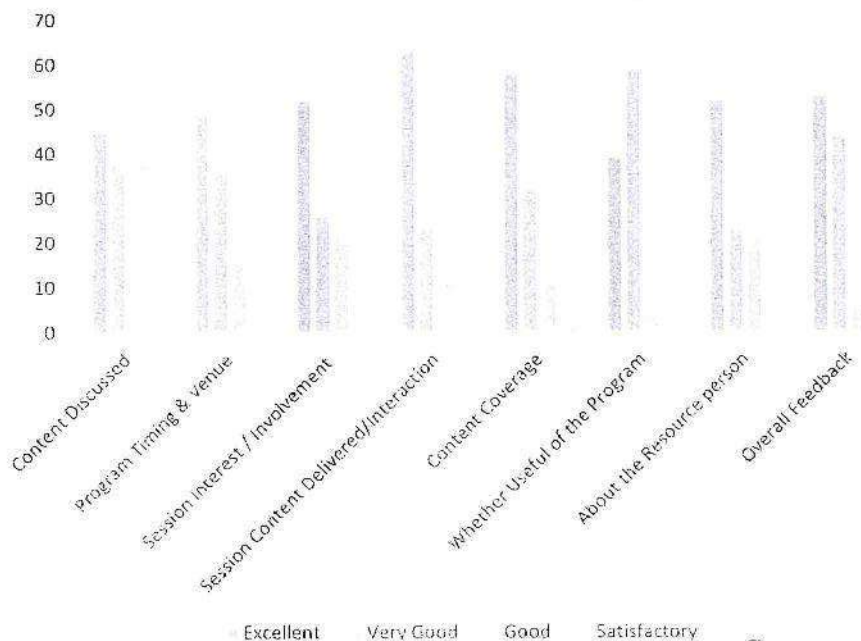 70
60
50
40
30
20
10
0
Content Discussed
Program Timing & Venue
Session Interest / Involvement
Session Content Delivered/Interaction
Content Coverage
Whether Useful of the Program
About the Resource person
Overall Feedback
Excellent Very Good Good Satisfactory